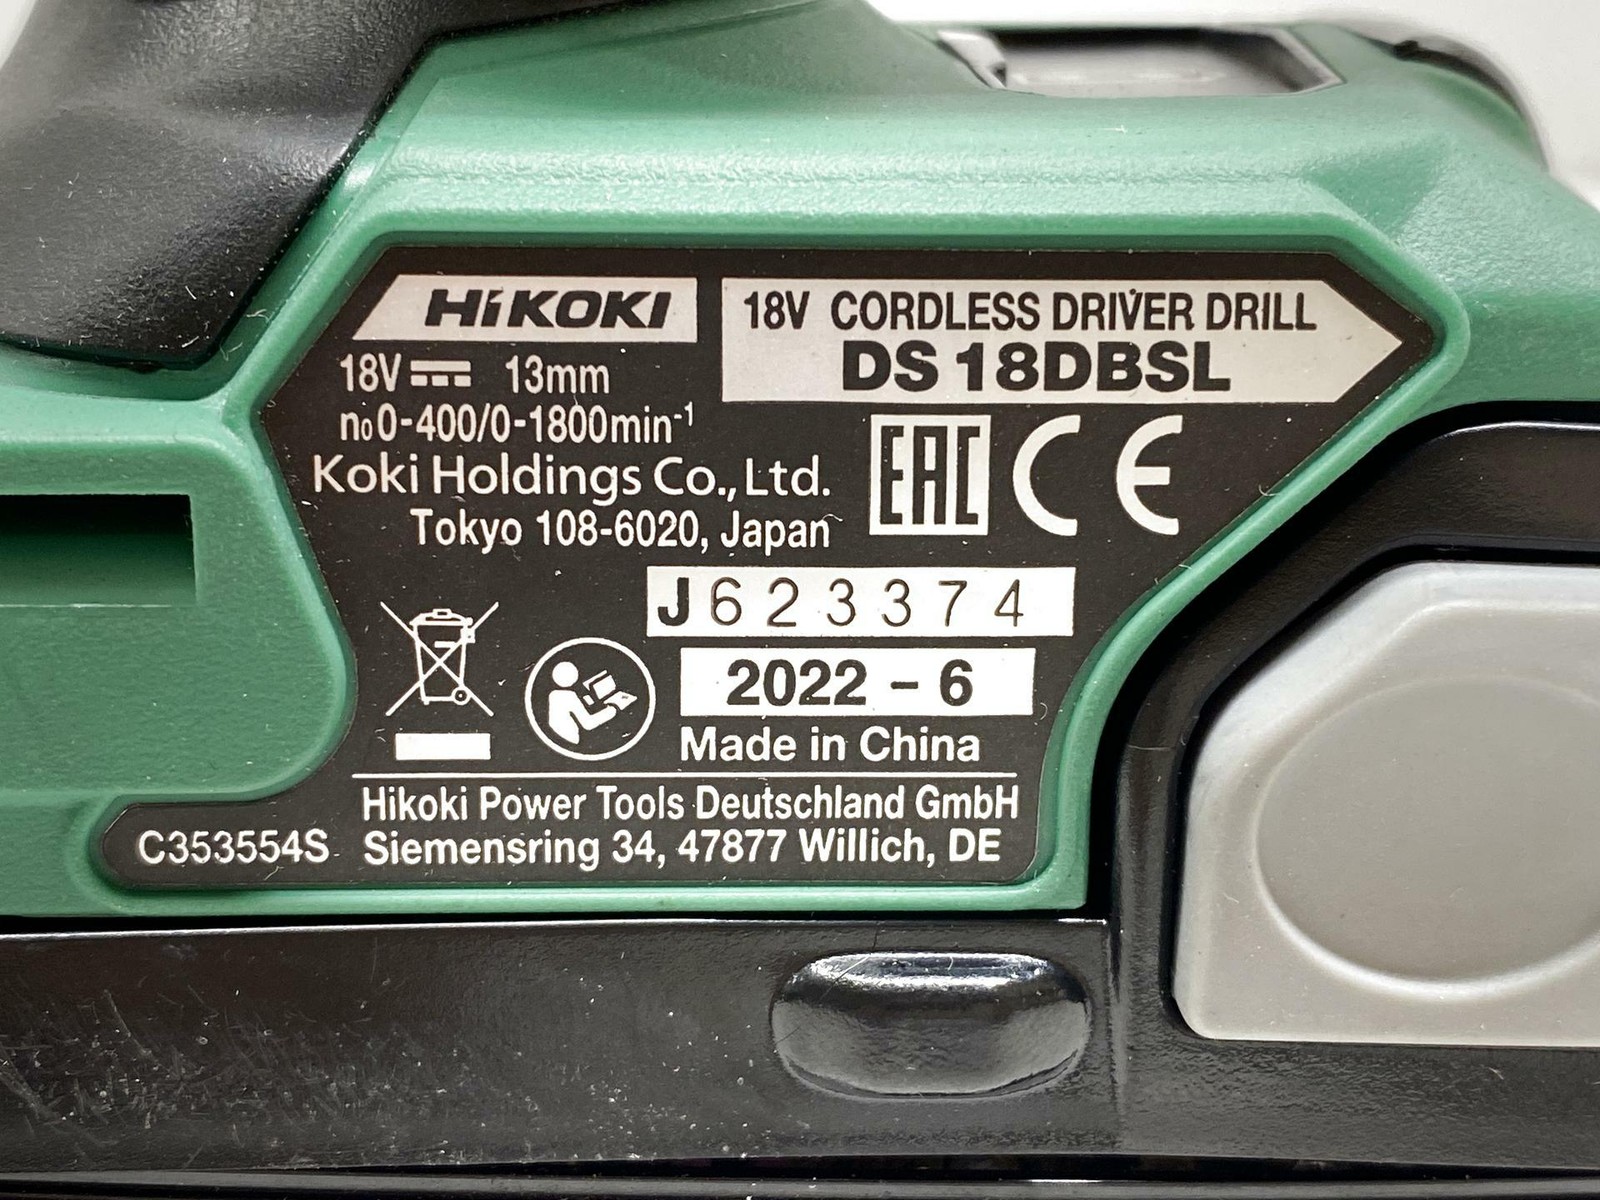 HiKOKI
18V CORDLESS DRIVER DRILL
DS 18DBSL
18V 13mm
n₀0-400/0-1800min⁻¹
Koki Holdings Co., Ltd.
Tokyo 108-6020, Japan
EAC CE
J623374
2022 - 6
Made in China
Hikoki Power Tools Deutschland GmbH
C353554S Siemensring 34, 47877 Willich, DE